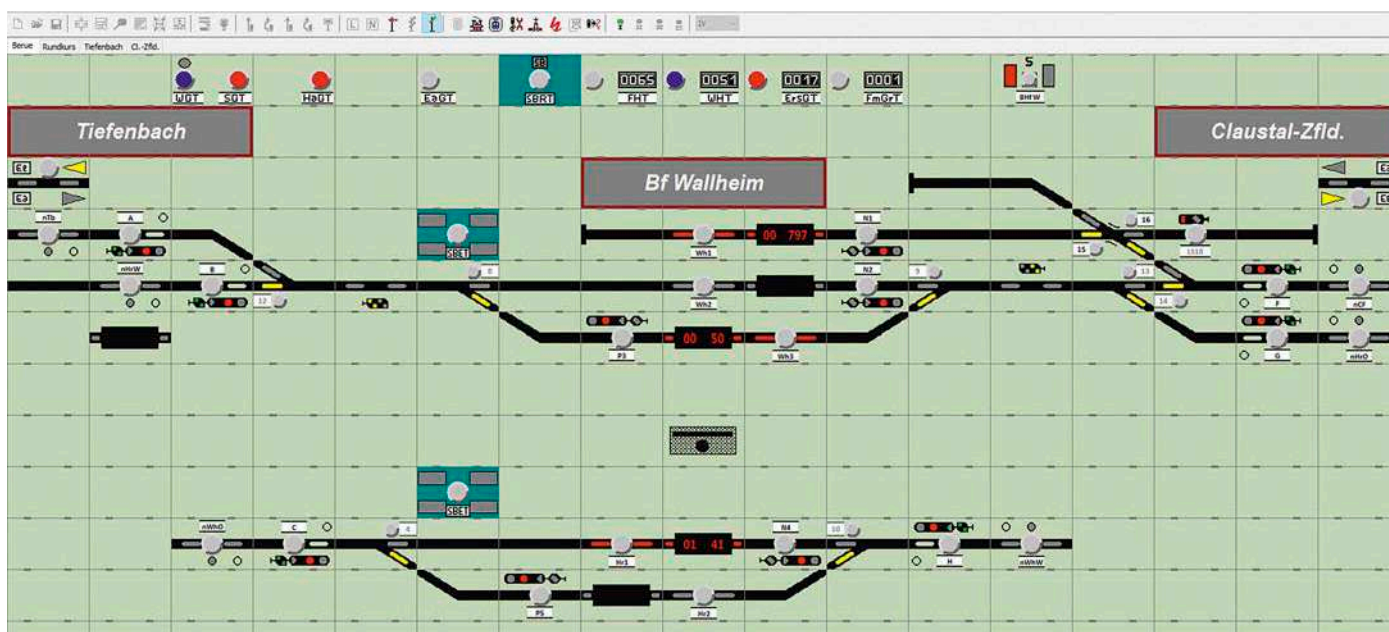 L N IV
Berue Rundkurs Tiefenbach Cl.-Zfld.
SB S
0065 0051 0017 0001
WGT SGT HaGT EaGT SBRT FHT WHT ErSGT FmGrT BHfW
Tiefenbach Claustal-Zfld.
Bf Wallheim
Ea
nTb A N1 16
SBET 00 797
Wh1 15 1518
nHrW B 8 N2 9 13
12 Wh2 14 F nCF
00 50
P3 Wh3 G nHrO
SBET
nWhO C 4 N4 10
01 41
Hr1 H nWhW
P5 Hr2